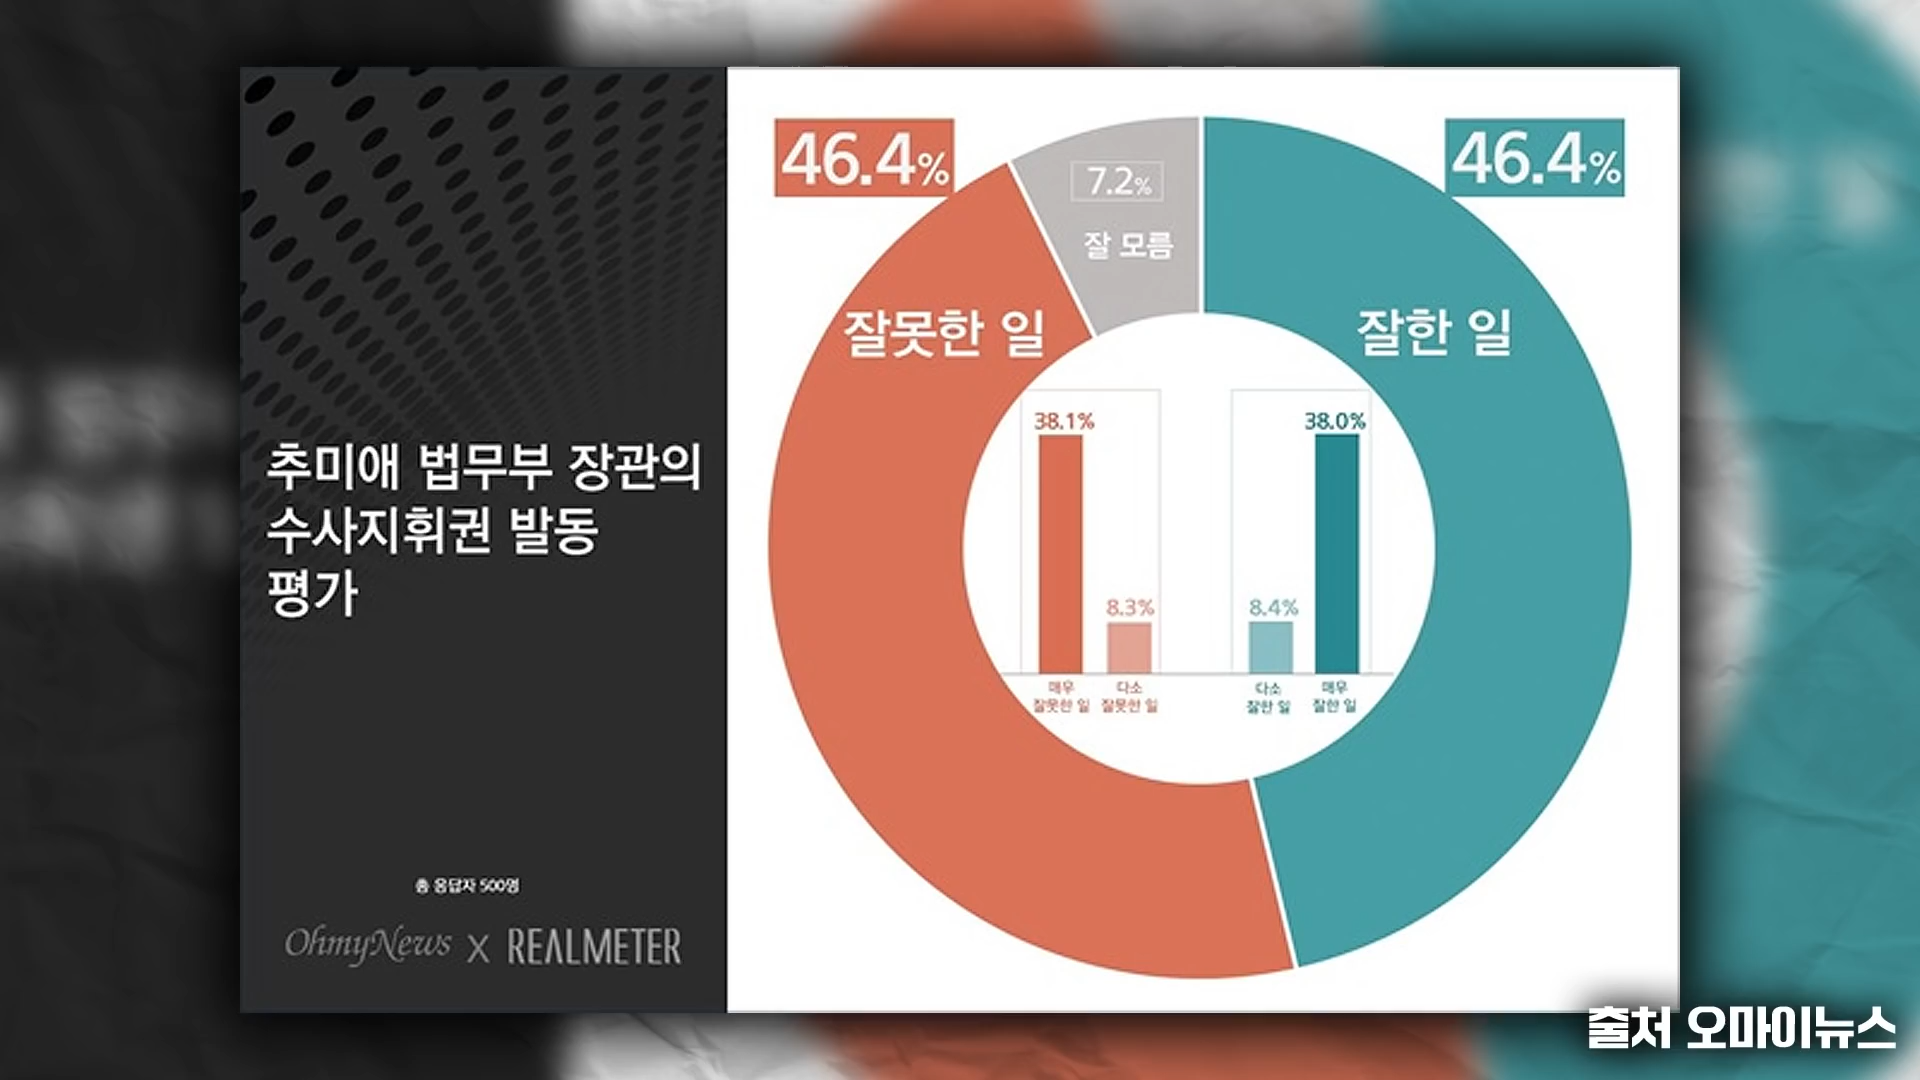 추미애 법무부 장관의
수사지휘권 발동
평가
총 응답자 500명
OhmyNews X REALMETER
46.4%
46.4%
7.2%
잘 모름
잘못한 일
잘한 일
38.1%
8.3%
8.4%
38.0%
매우
잘못한 일
다소
잘못한 일
다소
잘한 일
매우
잘한 일
출처 오마이뉴스